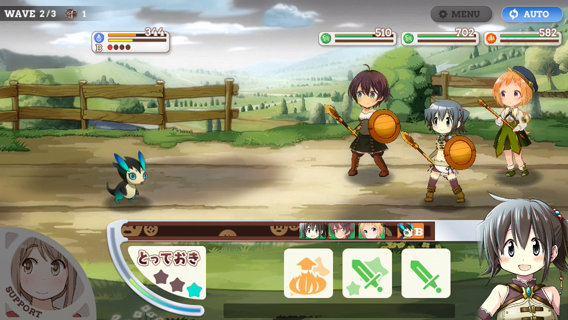 WAVE 2/3 1
MENU
AUTO
344
B
510
702
582
B
とっておき
SUPPORT